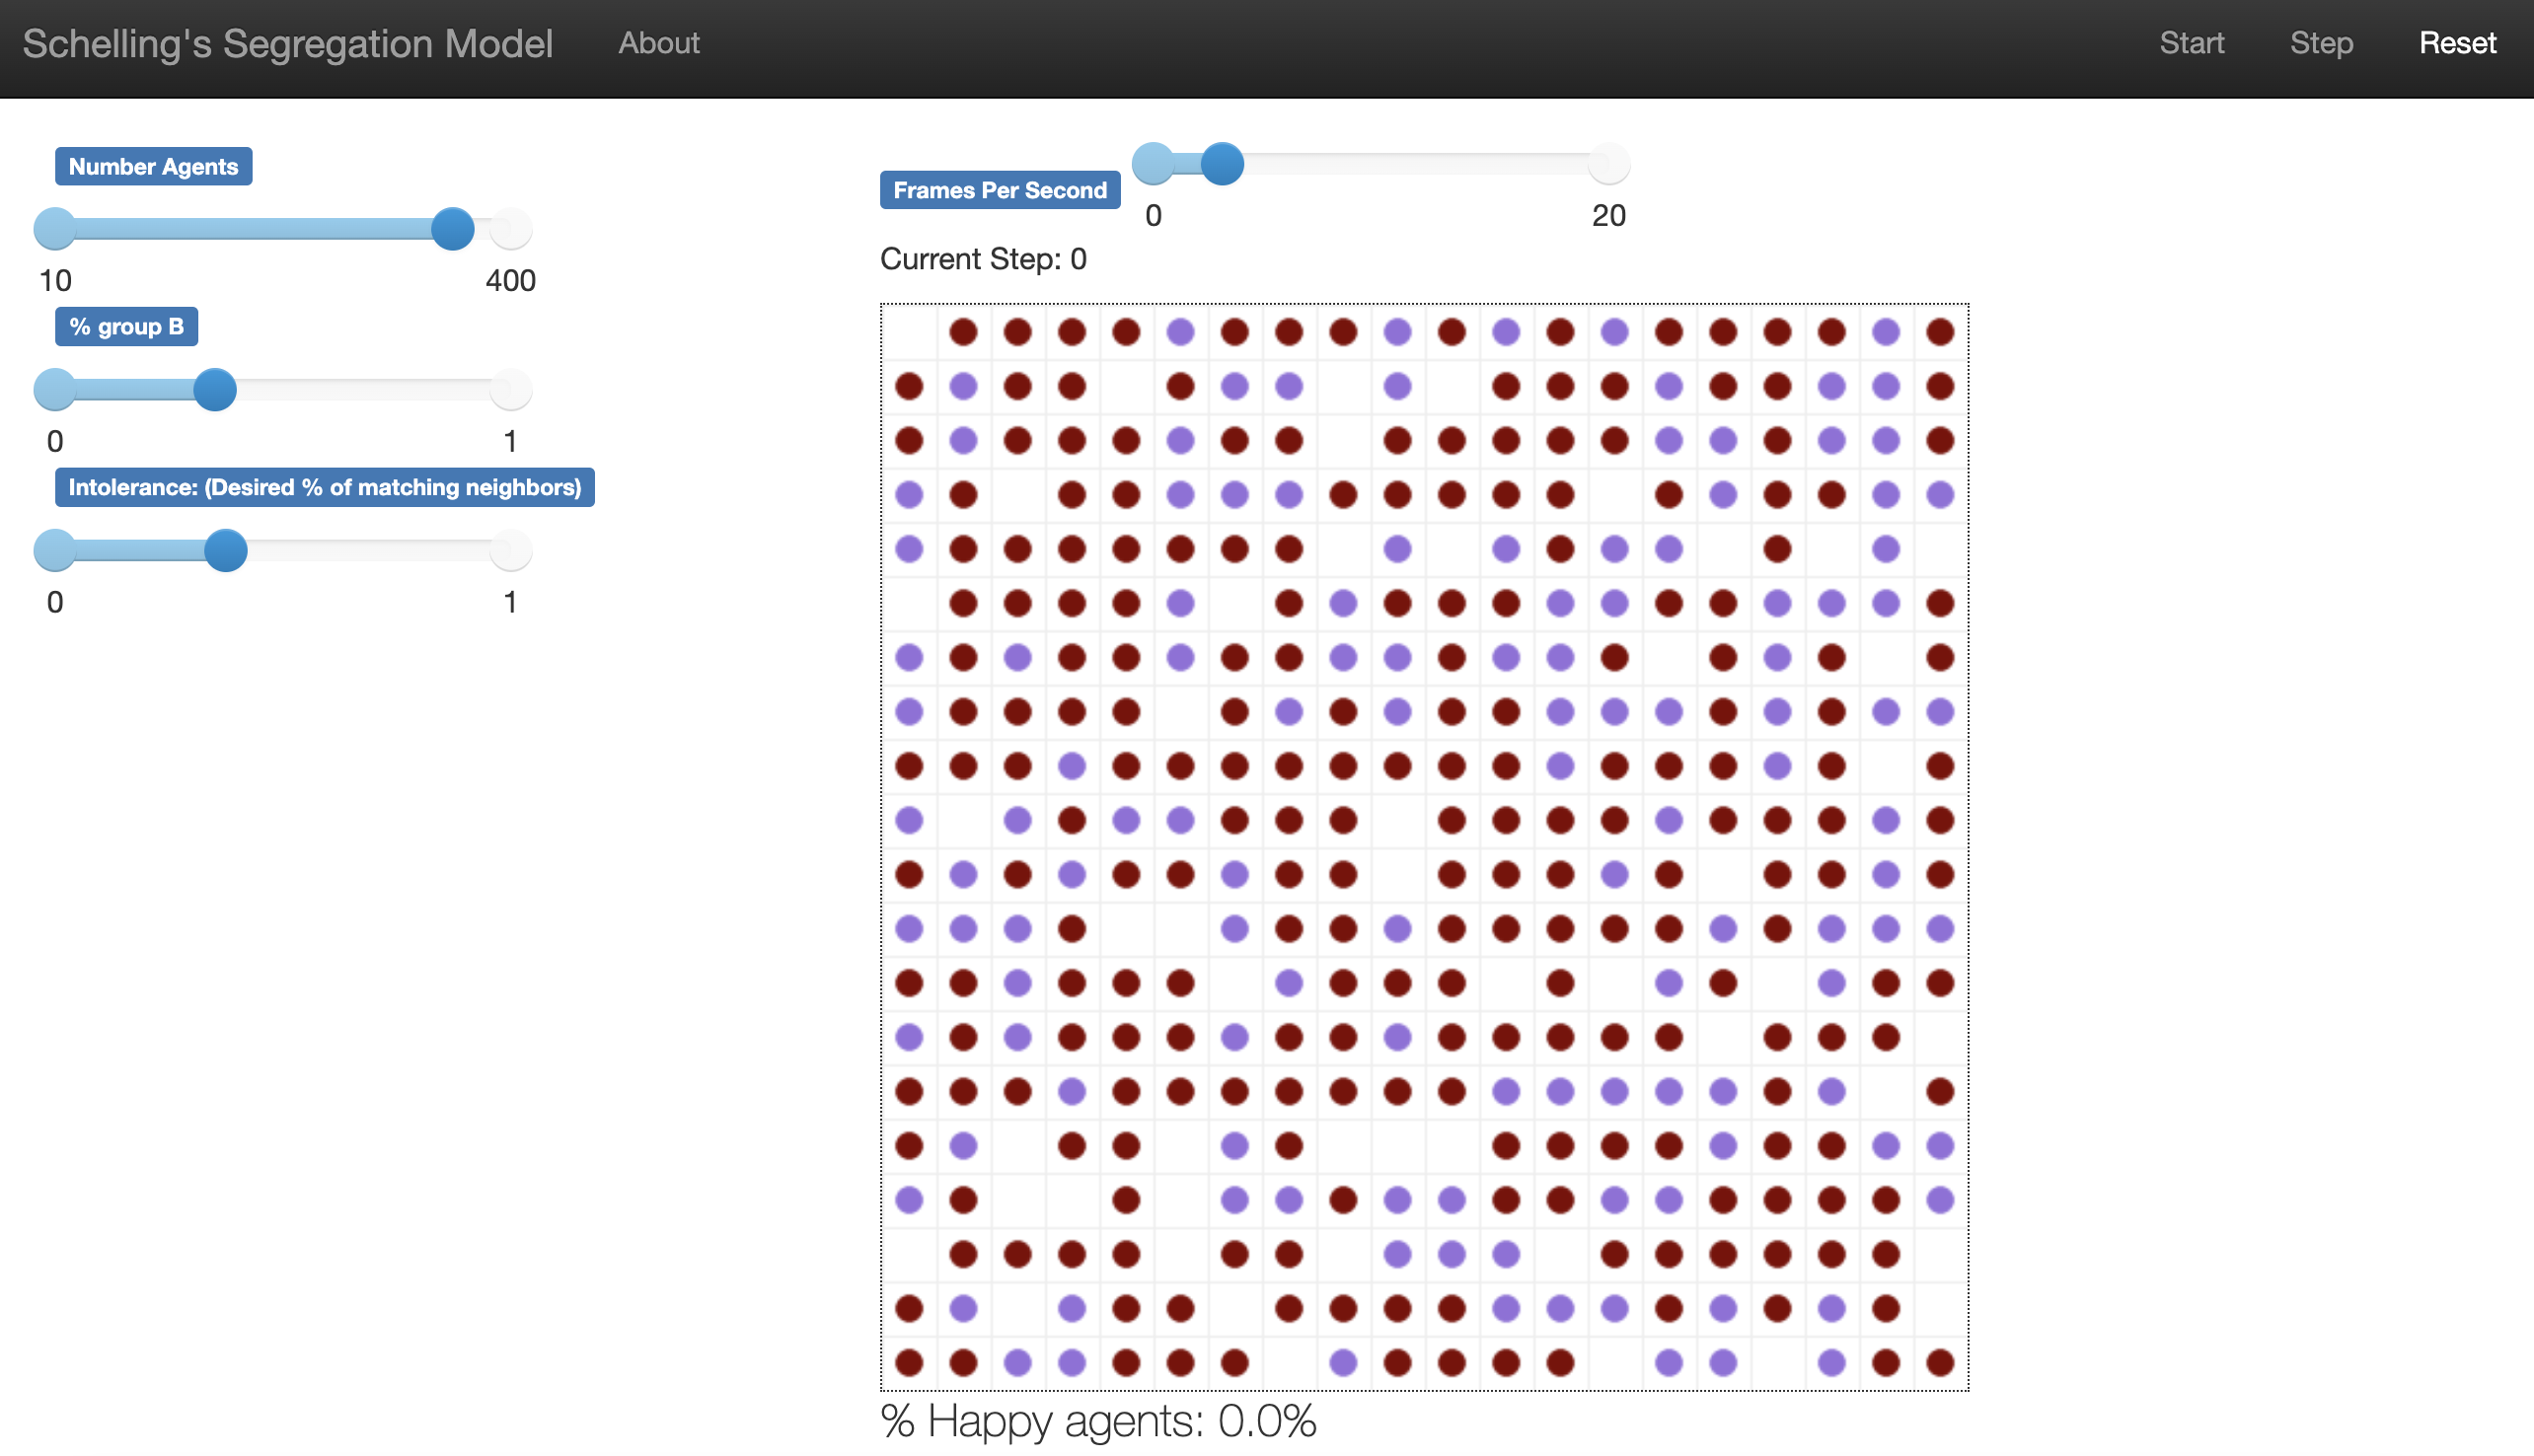 Schelling's Segregation Model About Start Step Reset
Number Agents
10 400
% group B
0 1
Intolerance: (Desired % of matching neighbors)
0 1
Frames Per Second
0 20
Current Step: 0
% Happy agents: 0.0%